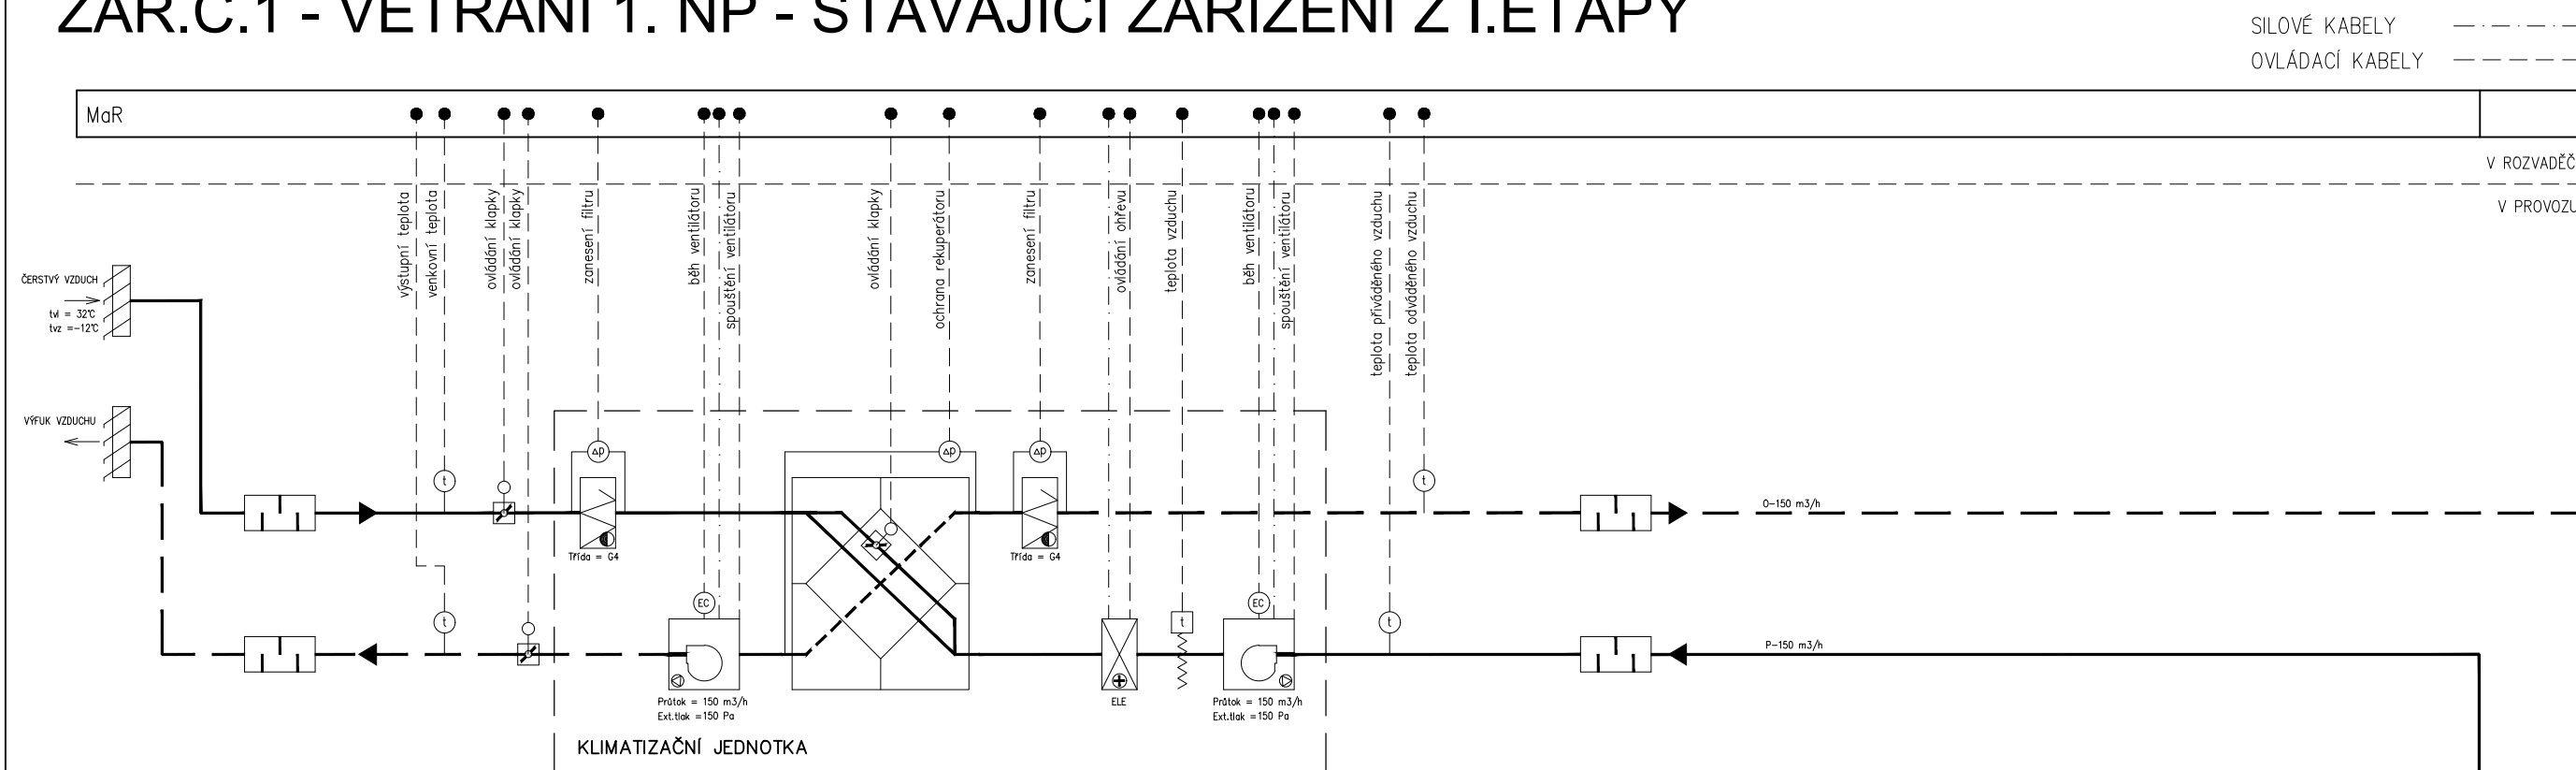 ZAŘ.Č.1 - VĚTRÁNÍ 1. NP - STÁVAJÍCÍ ZAŘÍZENÍ Z I.ETAPY
SILOVÉ KABELY
OVLÁDACÍ KABELY
MaR
V ROZVADĚČ
V PROVOZU
výstupní teplota
venkovní teplota
ovládání klapky
ovládání klapky
zanesení filtru
běh ventilátoru
spouštění ventilátoru
ovládání klapky
ochrana rekuperátoru
zanesení filtru
ovládání ohřevu
teplota vzduchu
běh ventilátoru
spouštění ventilátoru
teplota přiváděného vzduchu
teplota odváděného vzduchu
ČERSTVÝ VZDUCH
tvl = 32°C
tvz =-12°C
VÝFUK VZDUCHU
Δp
Δp
Δp
t
t
O-150 m3/h
Třída = G4
Třída = G4
EC
EC
t
t
t
P-150 m3/h
Průtok = 150 m3/h
Ext.tlak =150 Pa
ELE
Průtok = 150 m3/h
Ext.tlak =150 Pa
KLIMATIZAČNÍ JEDNOTKA